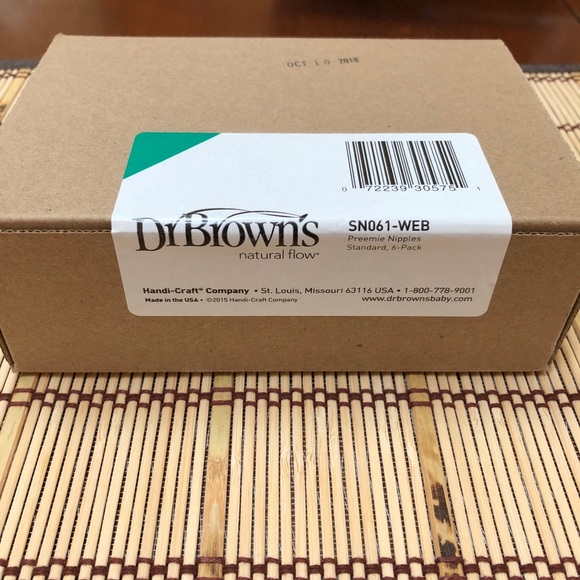 OCT 10 2018
0 72239 30575 1
DrBrown's
natural flow®
SN061-WEB
Preemie Nipples
Standard, 6-Pack
Handi-Craft® Company • St. Louis, Missouri 63116 USA • 1-800-778-9001
Made in the USA • ©2015 Handi-Craft Company
www.drbrownsbaby.com